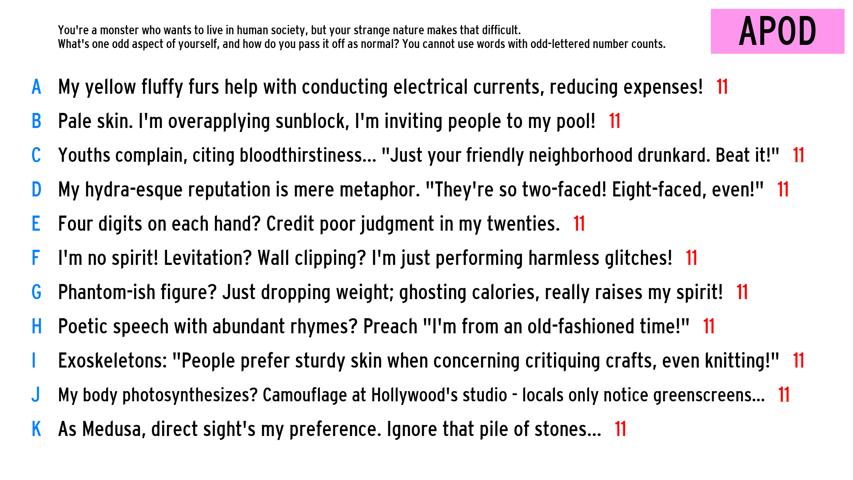 You're a monster who wants to live in human society, but your strange nature makes that difficult.
What's one odd aspect of yourself, and how do you pass it off as normal? You cannot use words with odd-lettered number counts.
APOD
A My yellow fluffy furs help with conducting electrical currents, reducing expenses! 11
B Pale skin. I'm overapplying sunblock, I'm inviting people to my pool! 11
C Youths complain, citing bloodthirstiness... "Just your friendly neighborhood drunkard. Beat it!" 11
D My hydra-esque reputation is mere metaphor. "They're so two-faced! Eight-faced, even!" 11
E Four digits on each hand? Credit poor judgment in my twenties. 11
F I'm no spirit! Levitation? Wall clipping? I'm just performing harmless glitches! 11
G Phantom-ish figure? Just dropping weight; ghosting calories, really raises my spirit! 11
H Poetic speech with abundant rhymes? Preach "I'm from an old-fashioned time!" 11
I Exoskeletons: "People prefer sturdy skin when concerning critiquing crafts, even knitting!" 11
J My body photosynthesizes? Camouflage at Hollywood's studio - locals only notice greenscreens... 11
K As Medusa, direct sight's my preference. Ignore that pile of stones... 11